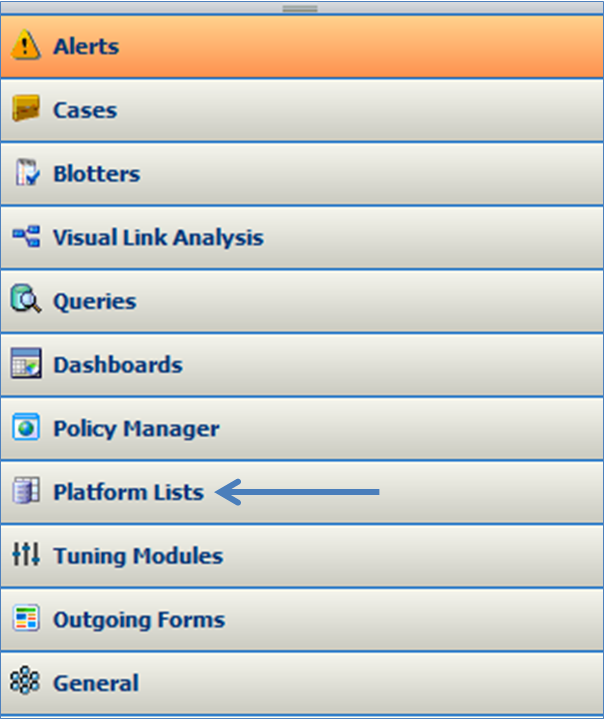 Alerts
Cases
Blotters
Visual Link Analysis
Queries
Dashboards
Policy Manager
Platform Lists
Tuning Modules
Outgoing Forms
General